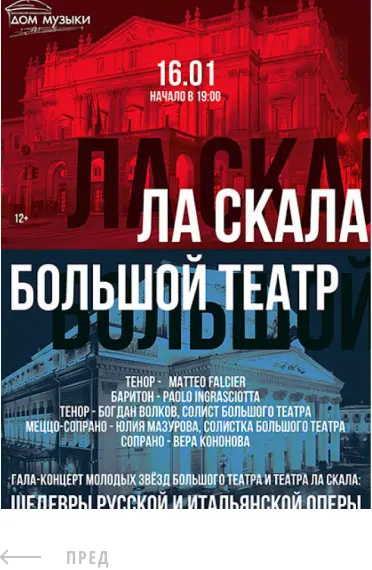 ДОМ МУЗЫКИ
16.01
НАЧАЛО В 19:00
ЛА СКАЛ
12+
ЛА СКАЛА
БОЛЬШОЙ ТЕАТР
БОЛЬШОЙ
ТЕНОР - MATTEO FALCIER
БАРИТОН - PAOLO INGRASCIOTTA
ТЕНОР - БОГДАН ВОЛКОВ, СОЛИСТ БОЛЬШОГО ТЕАТРА
МЕЦЦО-СОПРАНО - ЮЛИЯ МАЗУРОВА, СОЛИСТКА БОЛЬШОГО ТЕАТРА
СОПРАНО - ВЕРА КОНОНОВА
ГАЛА-КОНЦЕРТ МОЛОДЫХ ЗВЁЗД БОЛЬШОГО ТЕАТРА И ТЕАТРА ЛА СКАЛА:
ШЕДЕВРЫ РУССКОЙ И ИТАЛЬЯНСКОЙ ОПЕРЫ
ПРЕД